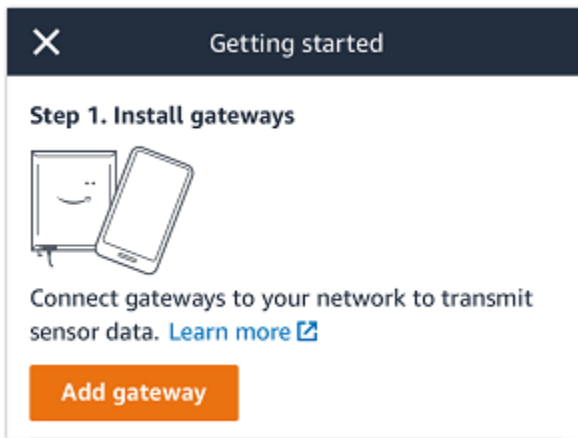 Getting started
Step 1. Install gateways
Connect gateways to your network to transmit
sensor data. Learn more
Add gateway